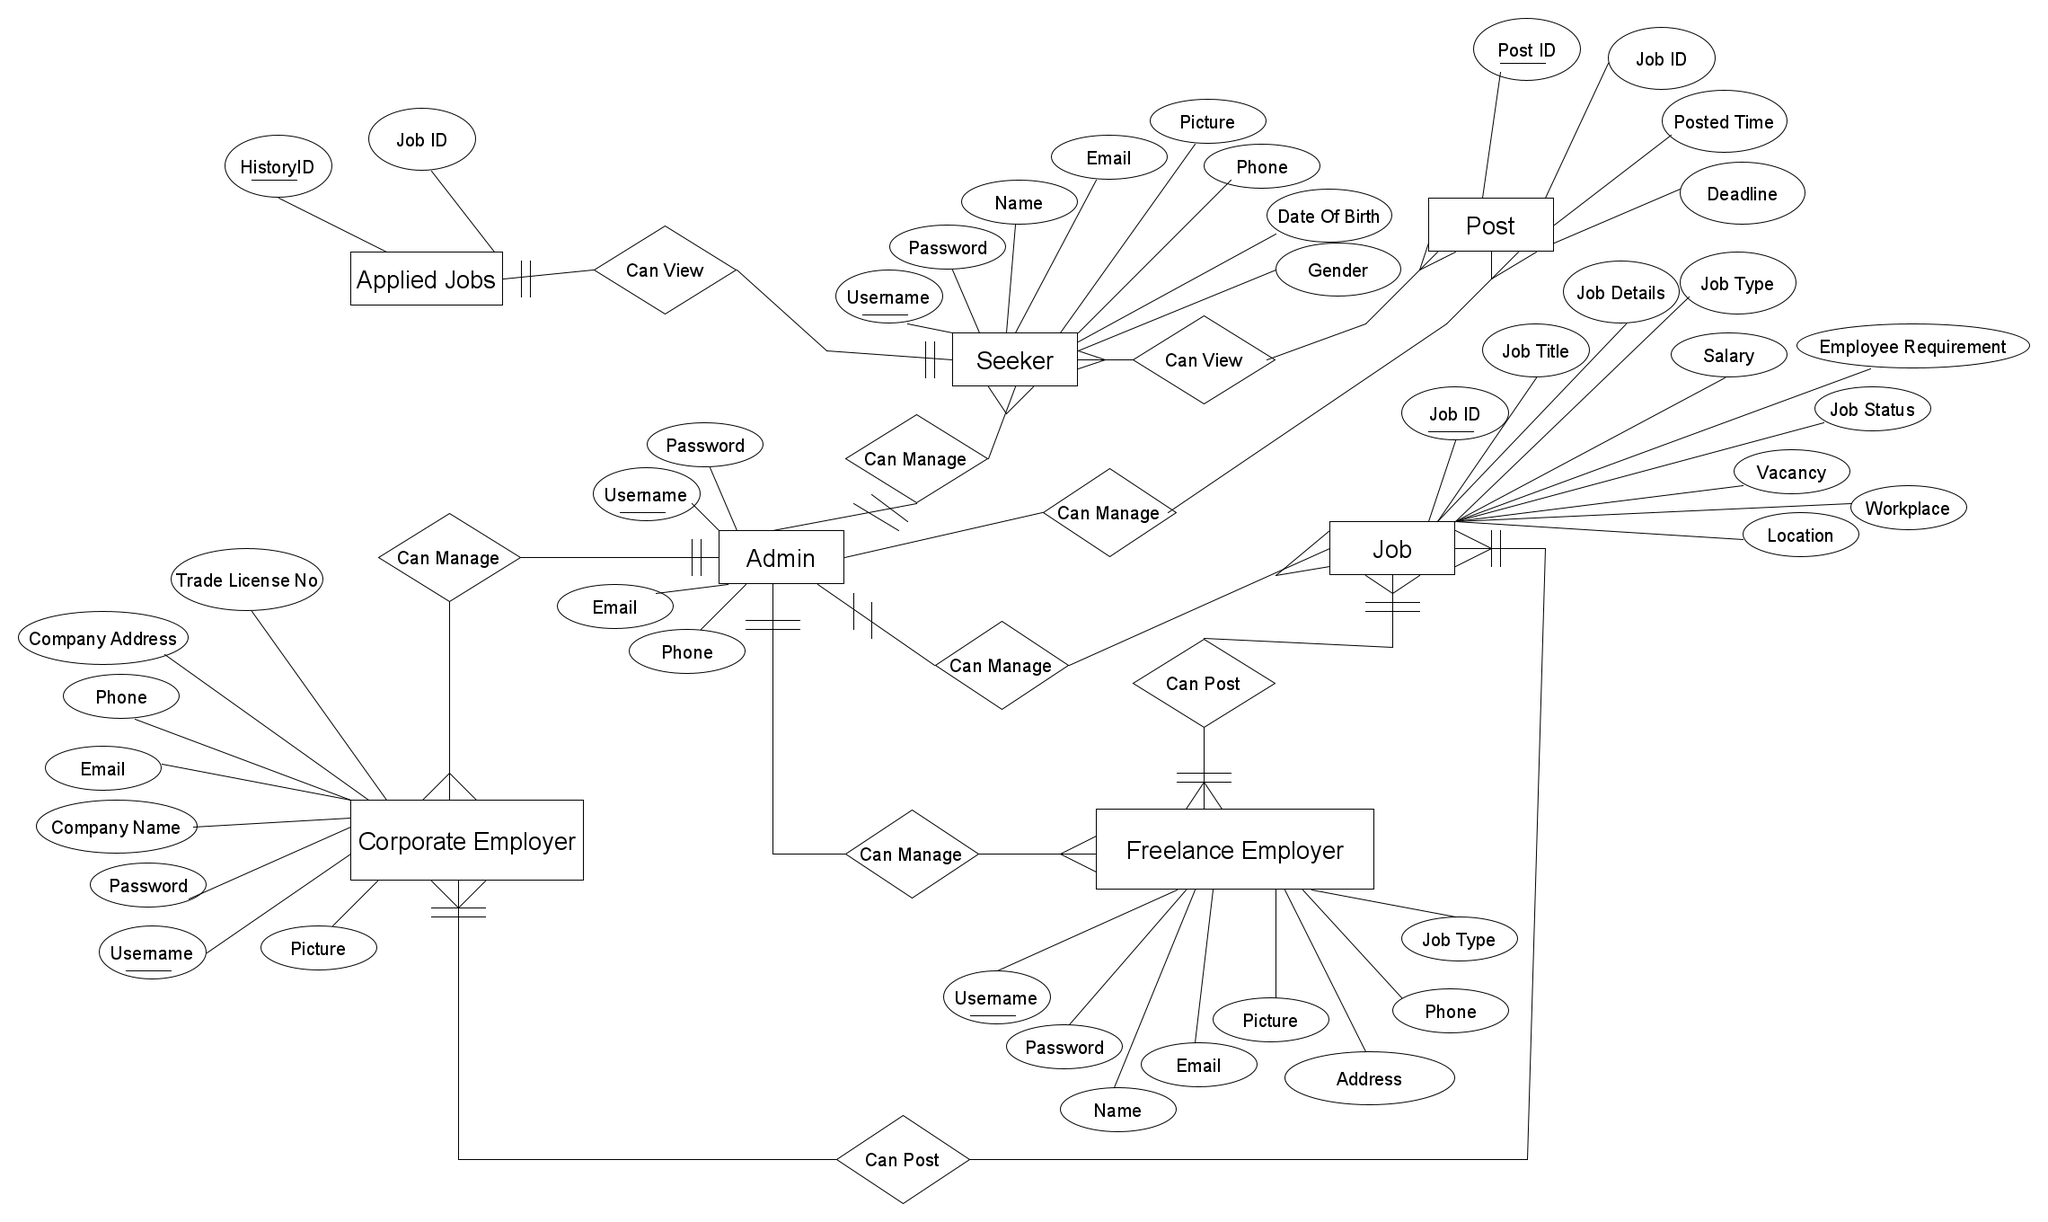 Post ID
Job ID
Posted Time
Deadline
Picture
Email
Phone
Name
Date Of Birth
Password
Gender
Username
HistoryID
Job ID
Applied Jobs
Can View
Seeker
Can View
Post
Job Details
Job Type
Job Title
Salary
Employee Requirement
Job ID
Job Status
Vacancy
Workplace
Location
Password
Username
Can Manage
Can Manage
Can Manage
Admin
Job
Email
Phone
Can Manage
Can Post
Trade License No
Company Address
Phone
Email
Company Name
Password
Username
Picture
Corporate Employer
Can Manage
Freelance Employer
Job Type
Username
Phone
Picture
Password
Email
Address
Name
Can Post